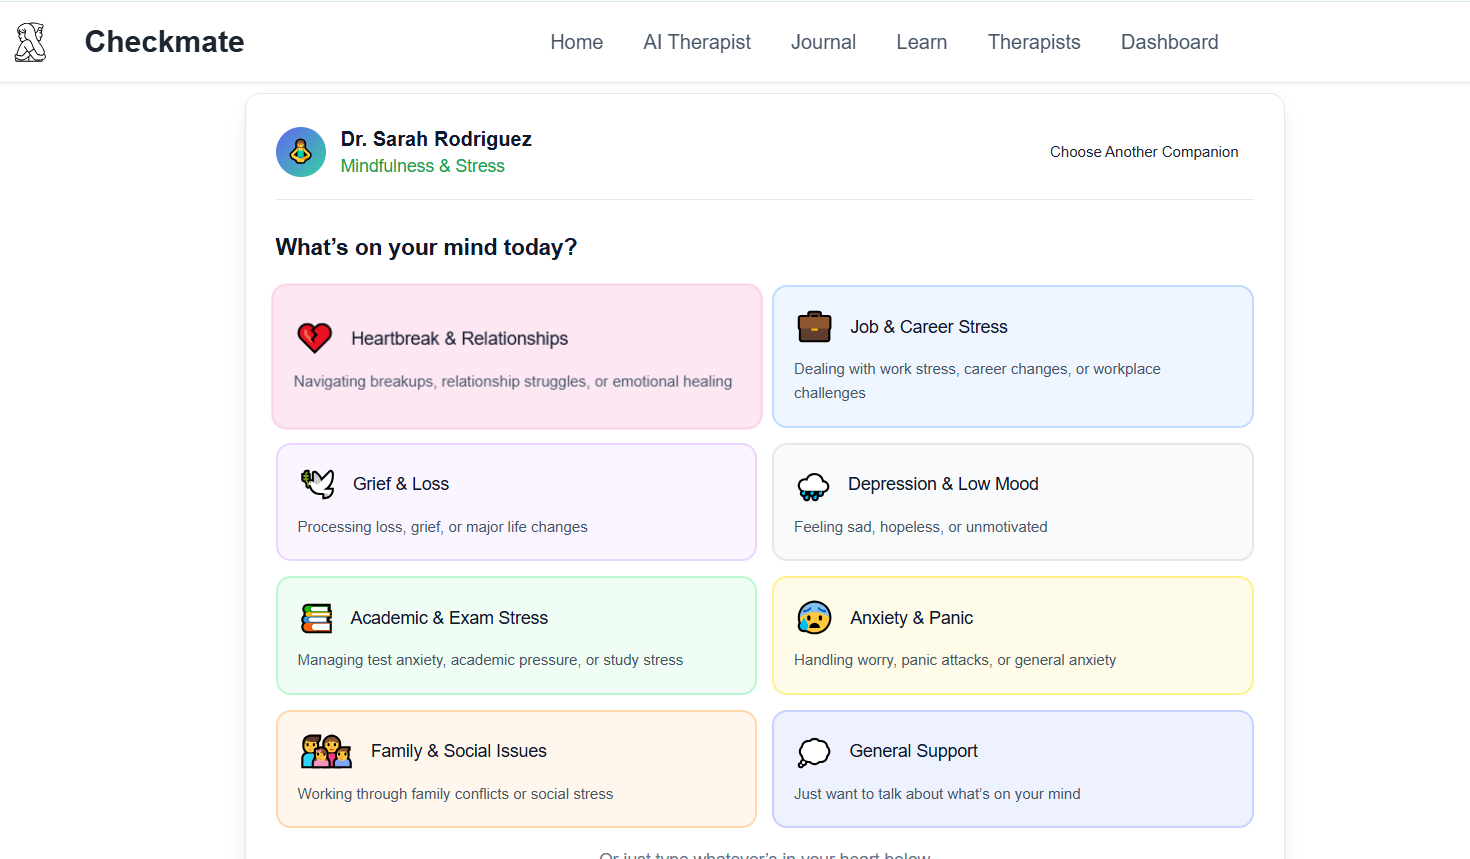 Checkmate
Home
AI Therapist
Journal
Learn
Therapists
Dashboard
Dr. Sarah Rodriguez
Mindfulness & Stress
Choose Another Companion
What’s on your mind today?
Heartbreak & Relationships
Navigating breakups, relationship struggles, or emotional healing
Job & Career Stress
Dealing with work stress, career changes, or workplace
challenges
Grief & Loss
Processing loss, grief, or major life changes
Depression & Low Mood
Feeling sad, hopeless, or unmotivated
Academic & Exam Stress
Managing test anxiety, academic pressure, or study stress
Anxiety & Panic
Handling worry, panic attacks, or general anxiety
Family & Social Issues
Working through family conflicts or social stress
General Support
Just want to talk about what’s on your mind
Or just type whatever’s in your heart below